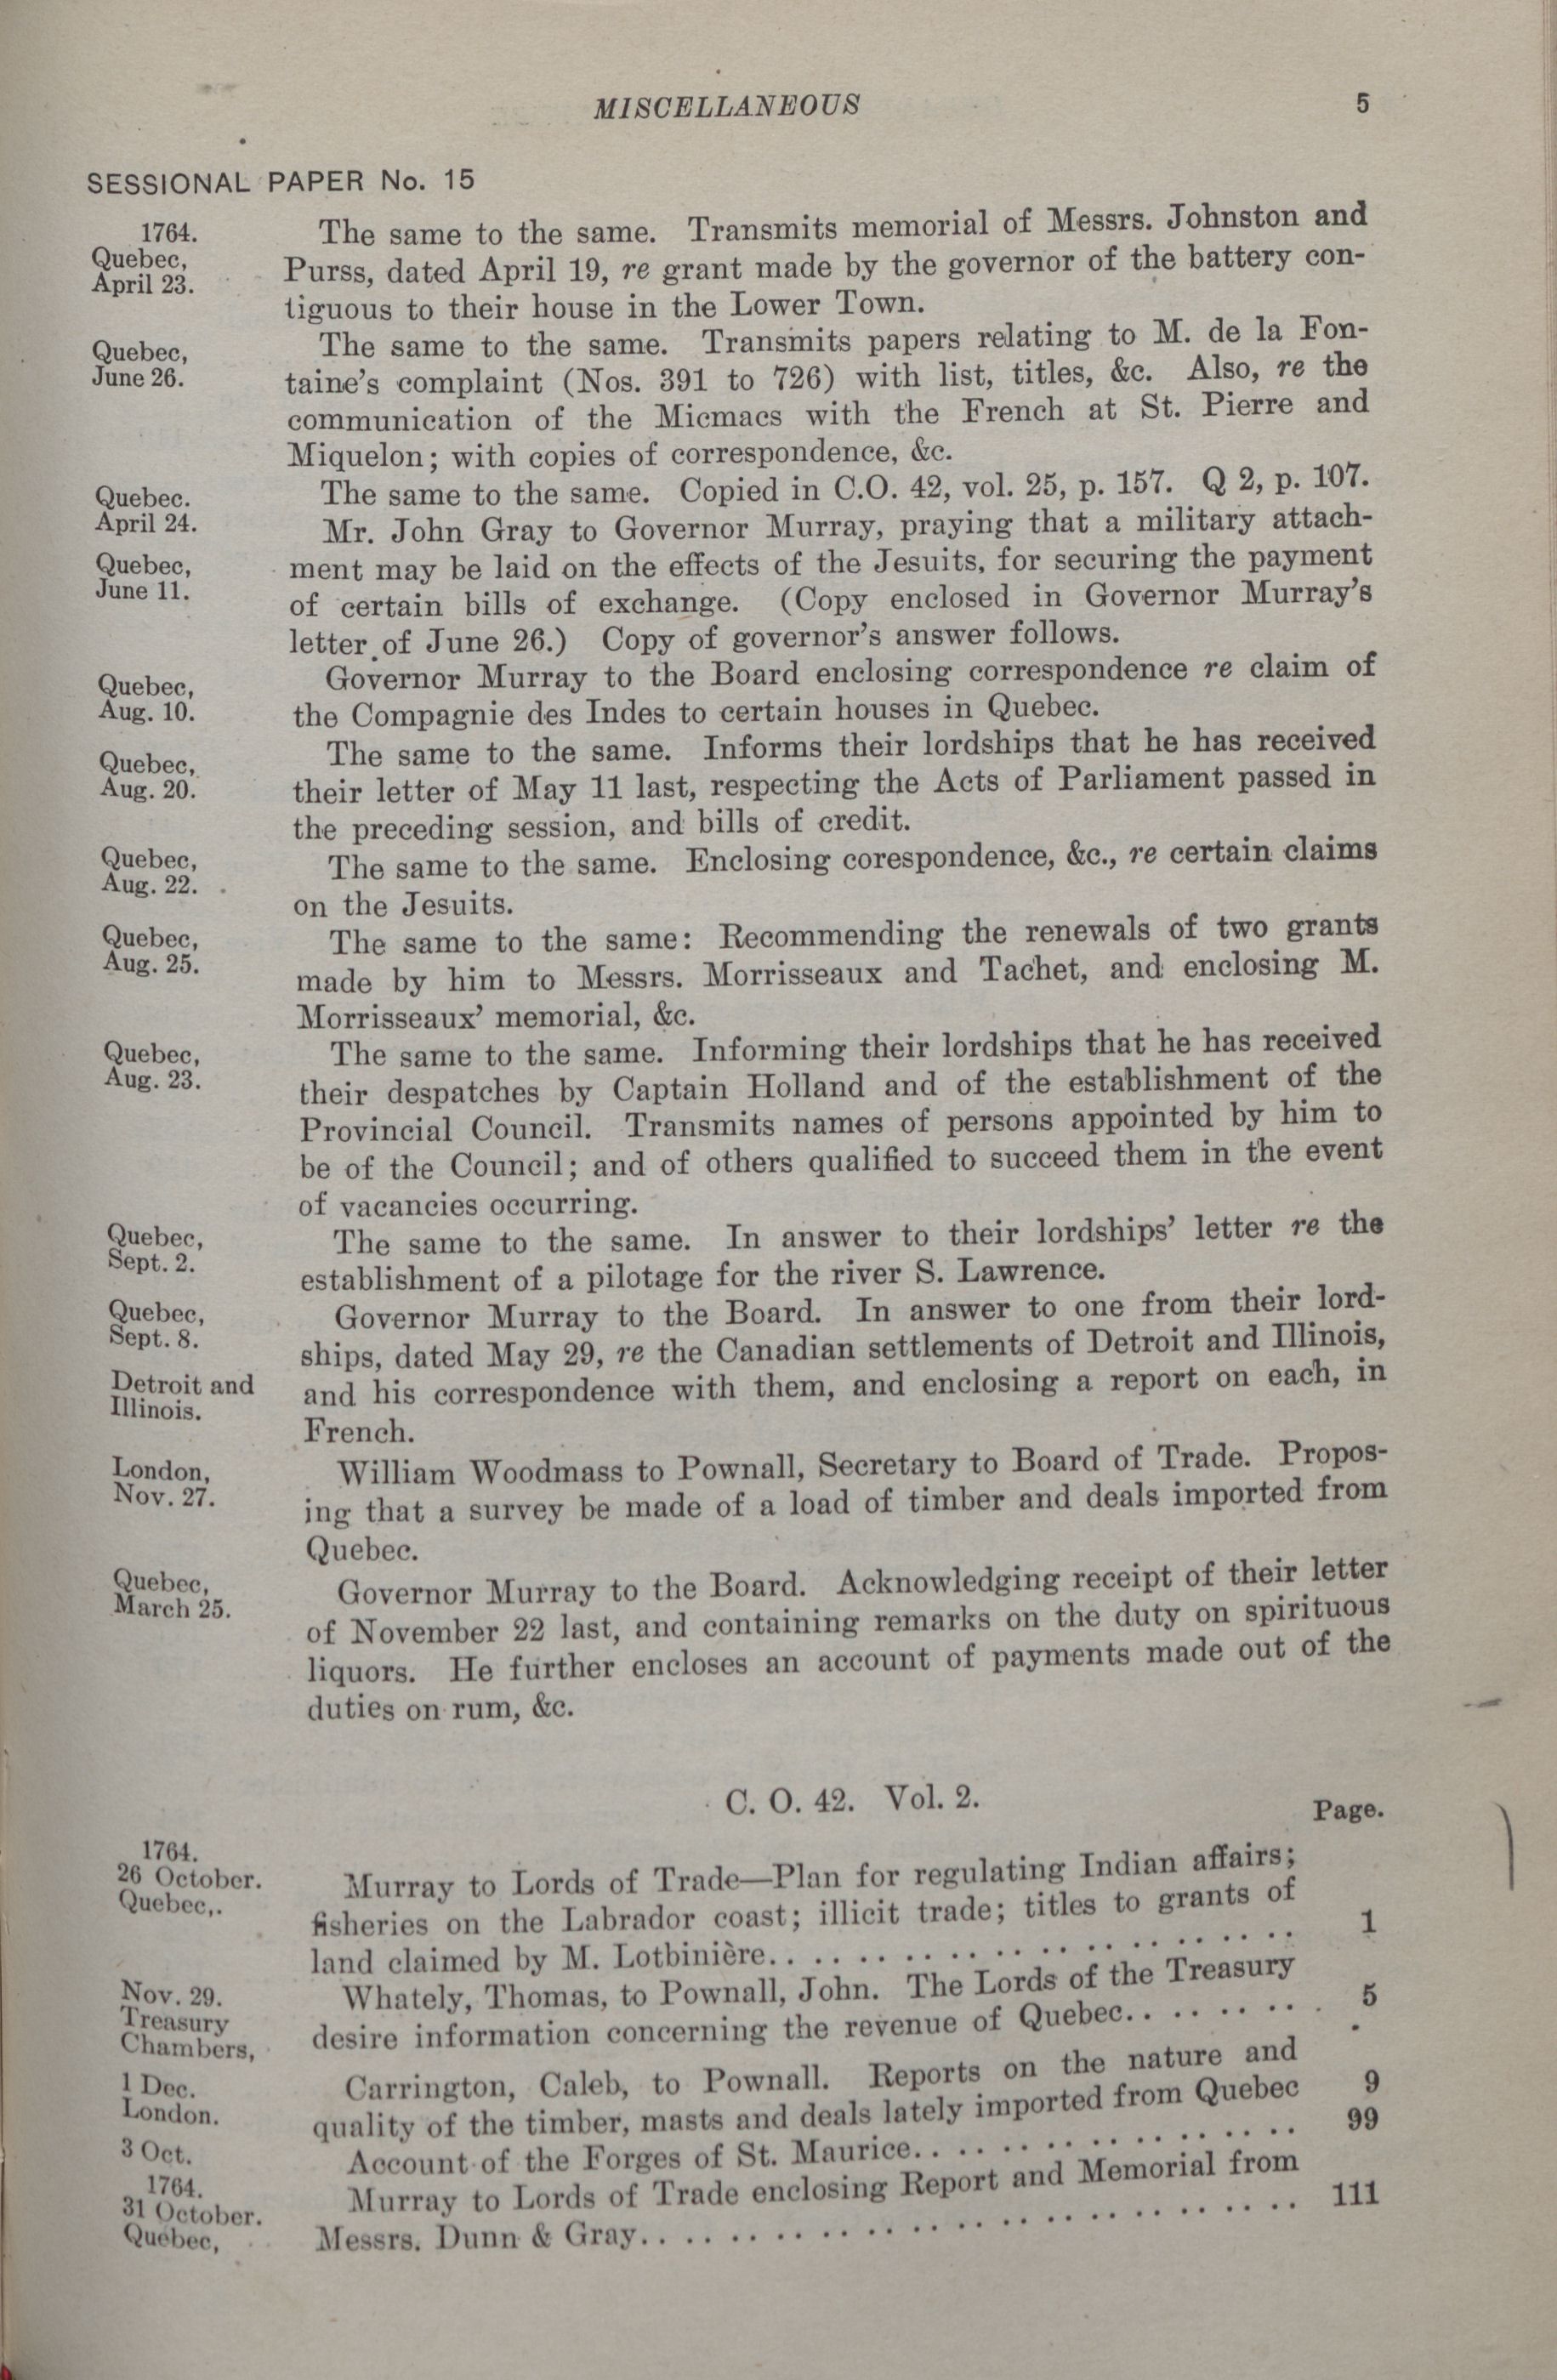 MISCELLANEOUS 5
SESSIONAL PAPER No. 15
1764.
Quebec,
April 23.
The same to the same. Transmits memorial of Messrs. Johnston and
Purss, dated April 19, re grant made by the governor of the battery con-
tiguous to their house in the Lower Town.
Quebec,
June 26.
The same to the same. Transmits papers relating to M. de la Fon-
taine's complaint (Nos. 391 to 726) with list, titles, &c. Also, re the
communication of the Micmacs with the French at St. Pierre and
Miquelon; with copies of correspondence, &c.
Quebec.
April 24.
The same to the same. Copied in C.O. 42, vol. 25, p. 157. Q 2, p. 107.
Quebec,
June 11.
Mr. John Gray to Governor Murray, praying that a military attach-
ment may be laid on the effects of the Jesuits, for securing the payment
of certain bills of exchange. (Copy enclosed in Governor Murray's
letter of June 26.) Copy of governor's answer follows.
Quebec,
Aug. 10.
Governor Murray to the Board enclosing correspondence re claim of
the Compagnie des Indes to certain houses in Quebec.
Quebec,
Aug. 20.
The same to the same. Informs their lordships that he has received
their letter of May 11 last, respecting the Acts of Parliament passed in
the preceding session, and bills of credit.
Quebec,
Aug. 22.
The same to the same. Enclosing corespondence, &c., re certain claims
on the Jesuits.
Quebec,
Aug. 25.
The same to the same: Recommending the renewals of two grants
made by him to Messrs. Morrisseaux and Tachet, and enclosing M.
Morrisseaux' memorial, &c.
Quebec,
Aug. 23.
The same to the same. Informing their lordships that he has received
their despatches by Captain Holland and of the establishment of the
Provincial Council. Transmits names of persons appointed by him to
be of the Council; and of others qualified to succeed them in the event
of vacancies occurring.
Quebec,
Sept. 2.
The same to the same. In answer to their lordships' letter re the
establishment of a pilotage for the river S. Lawrence.
Quebec,
Sept. 8.
Detroit and
Illinois.
Governor Murray to the Board. In answer to one from their lord-
ships, dated May 29, re the Canadian settlements of Detroit and Illinois,
and his correspondence with them, and enclosing a report on each, in
French.
London,
Nov. 27.
William Woodmass to Pownall, Secretary to Board of Trade. Propos-
ing that a survey be made of a load of timber and deals imported from
Quebec.
Quebec,
March 25.
Governor Murray to the Board. Acknowledging receipt of their letter
of November 22 last, and containing remarks on the duty on spirituous
liquors. He further encloses an account of payments made out of the
duties on rum, &c.
C. O. 42. Vol. 2.
Page.
1764.
26 October.
Quebec,.
Murray to Lords of Trade—Plan for regulating Indian affairs;
fisheries on the Labrador coast; illicit trade; titles to grants of
land claimed by M. Lotbinière. . . . . . . . . . . . . . . . . . . . . . . . 1
Nov. 29.
Treasury
Chambers,
Whately, Thomas, to Pownall, John. The Lords of the Treasury
desire information concerning the revenue of Quebec. . . . . . . . . 5
1 Dec.
London.
Carrington, Caleb, to Pownall. Reports on the nature and
quality of the timber, masts and deals lately imported from Quebec 9
3 Oct.
Account of the Forges of St. Maurice. . . . . . . . . . . . . . . . . . 99
1764.
31 October.
Quebec,
Murray to Lords of Trade enclosing Report and Memorial from
Messrs. Dunn & Gray. . . . . . . . . . . . . . . . . . . . . . . . . . . . . . 111